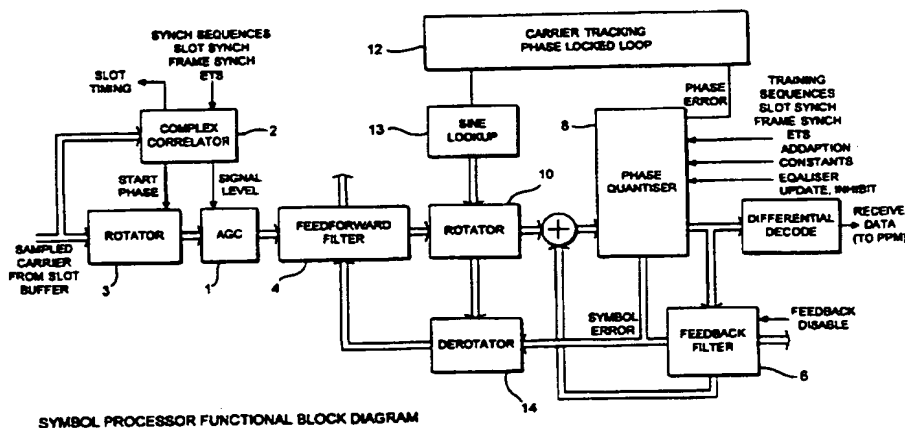 SYNCH SEQUENCES
SLOT SYNCH
FRAME SYNCH
ETS
SLOT
TIMING
COMPLEX
CORRELATOR
2
START
PHASE
SIGNAL
LEVEL
ROTATOR
3
AGC
1
SAMPLED
CARRIER
FROM SLOT
BUFFER
FEEDFORWARD
FILTER
4
12
CARRIER TRACKING
PHASE LOCKED LOOP
PHASE
ERROR
13
SINE
LOOKUP
10
ROTATOR
+
8
PHASE
QUANTISER
TRAINING
SEQUENCES
SLOT SYNCH
FRAME SYNCH
ETS
ADDAPTION
CONSTANTS
EQALISER
UPDATE, INHIBIT
DIFFERENTIAL
DECODE
RECEIVE
DATA
(TO PPM)
SYMBOL
ERROR
DEROTATOR
14
FEEDBACK
FILTER
6
FEEDBACK
DISABLE
SYMBOL PROCESSOR FUNCTIONAL BLOCK DIAGRAM